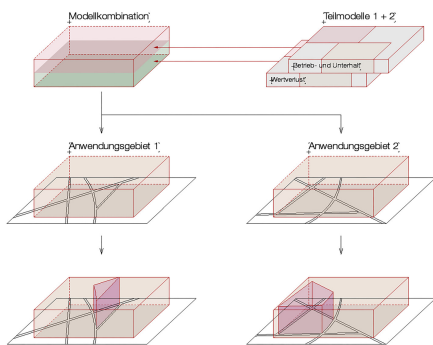 Modellkombination
Teilmodelle 1 + 2
Betrieb- und Unterhalt
Wertverlust
Anwendungsgebiet 1
Anwendungsgebiet 2